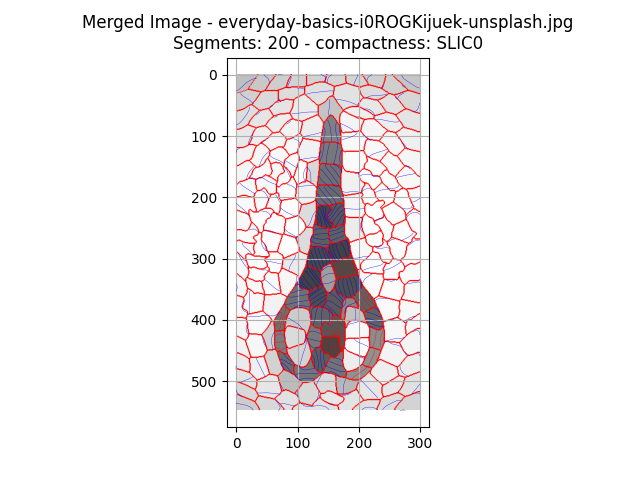 Merged Image - everyday-basics-i0ROGKijuek-unsplash.jpg
Segments: 200 - compactness: SLIC0
0
100
200
300
400
500
0 100 200 300